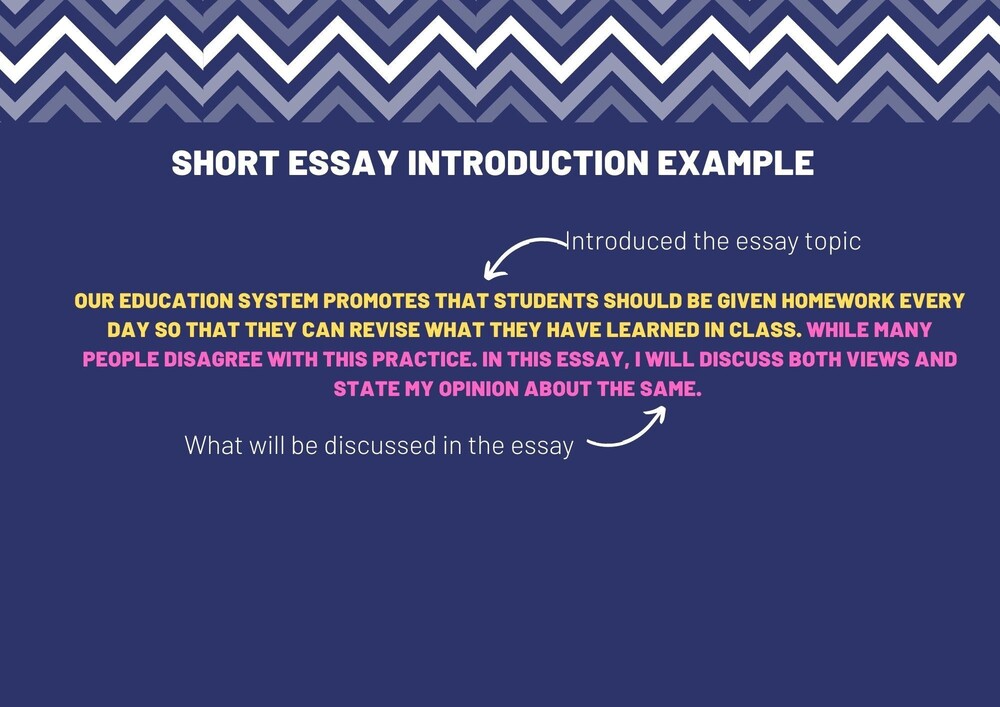 SHORT ESSAY INTRODUCTION EXAMPLE
Introduced the essay topic
OUR EDUCATION SYSTEM PROMOTES THAT STUDENTS SHOULD BE GIVEN HOMEWORK EVERY
DAY SO THAT THEY CAN REVISE WHAT THEY HAVE LEARNED IN CLASS. WHILE MANY
PEOPLE DISAGREE WITH THIS PRACTICE. IN THIS ESSAY, I WILL DISCUSS BOTH VIEWS AND
STATE MY OPINION ABOUT THE SAME.
What will be discussed in the essay